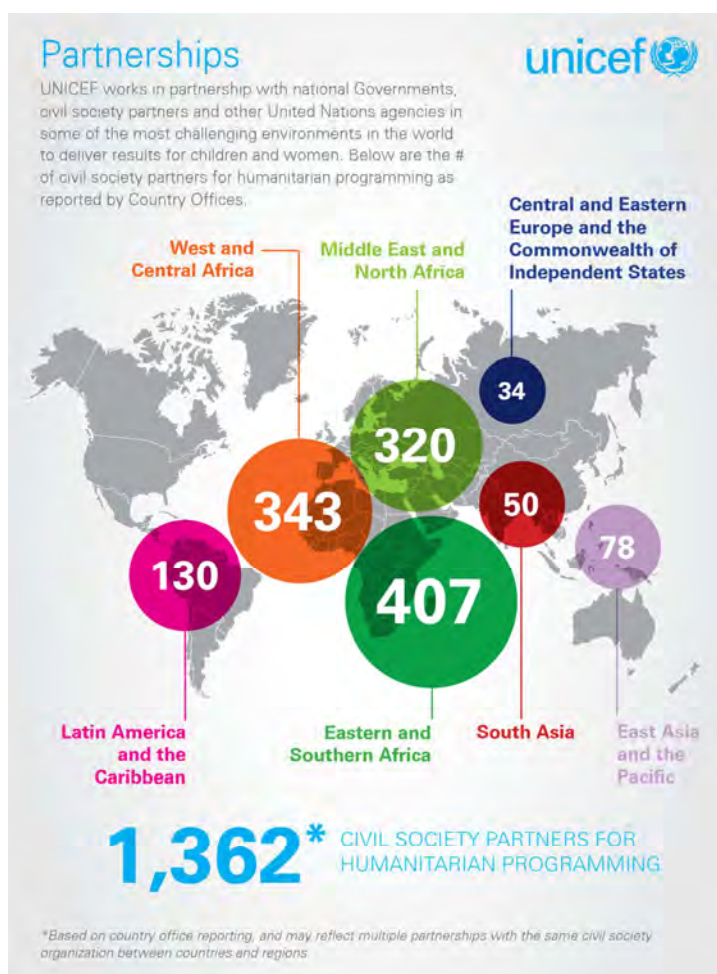 Partnerships
unicef
UNICEF works in partnership with national Governments,
civil society partners and other United Nations agencies in
some of the most challenging environments in the world
to deliver results for children and women. Below are the #
of civil society partners for humanitarian programming as
reported by Country Offices.
Central and Eastern
Europe and the
Commonwealth of
Independent States
West and
Central Africa
Middle East and
North Africa
34
320
343
50
78
130
407
Latin America
and the
Caribbean
Eastern and
Southern Africa
South Asia
East Asia
and the
Pacific
1,362*
CIVIL SOCIETY PARTNERS FOR
HUMANITARIAN PROGRAMMING
*Based on country office reporting, and may reflect multiple partnerships with the same civil society
organization between countries and regions